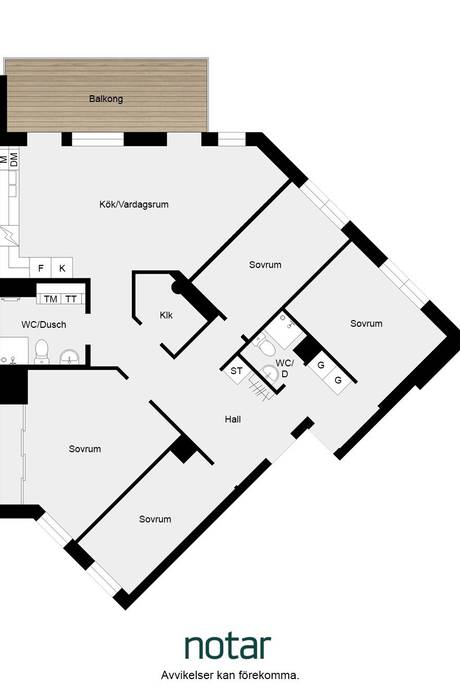 Balkong
M
DM
Kök/Vardagsrum
F
K
Sovrum
TM
TT
Klk
WC/Dusch
Sovrum
WC/
D
ST
G
G
Hall
Sovrum
Sovrum
notar
Avvikelser kan förekomma.